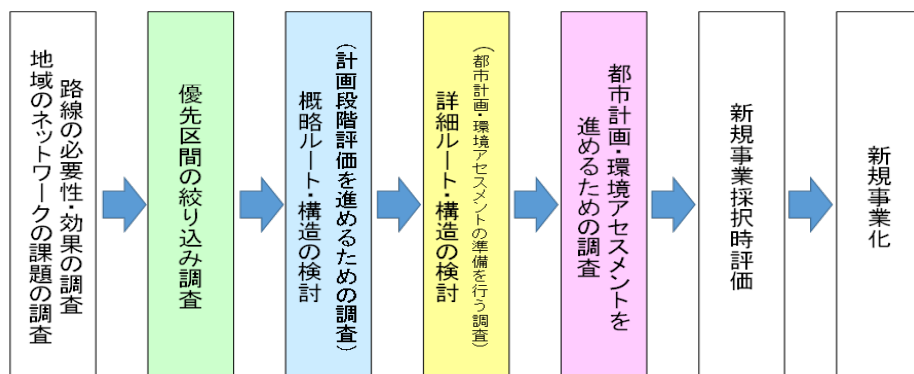 路線の必要性・効果の調査
地域のネットワークの課題の調査
優先区間の絞り込み調査
(計画段階評価を進めるための調査)
概略ルート・構造の検討
(都市計画・環境アセスメントの準備を行う調査)
詳細ルート・構造の検討
都市計画・環境アセスメントを
進めるための調査
新規事業採択時評価
新規事業化